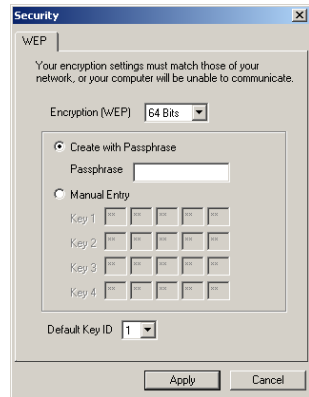 Security
WEP
Your encryption settings must match those of your
network, or your computer will be unable to communicate.
Encryption (WEP) 64 Bits
Create with Passphrase
Passphrase
Manual Entry
Key 1 ** ** ** ** **
Key 2 ** ** ** ** **
Key 3 ** ** ** ** **
Key 4 ** ** ** ** **
Default Key ID 1
Apply Cancel